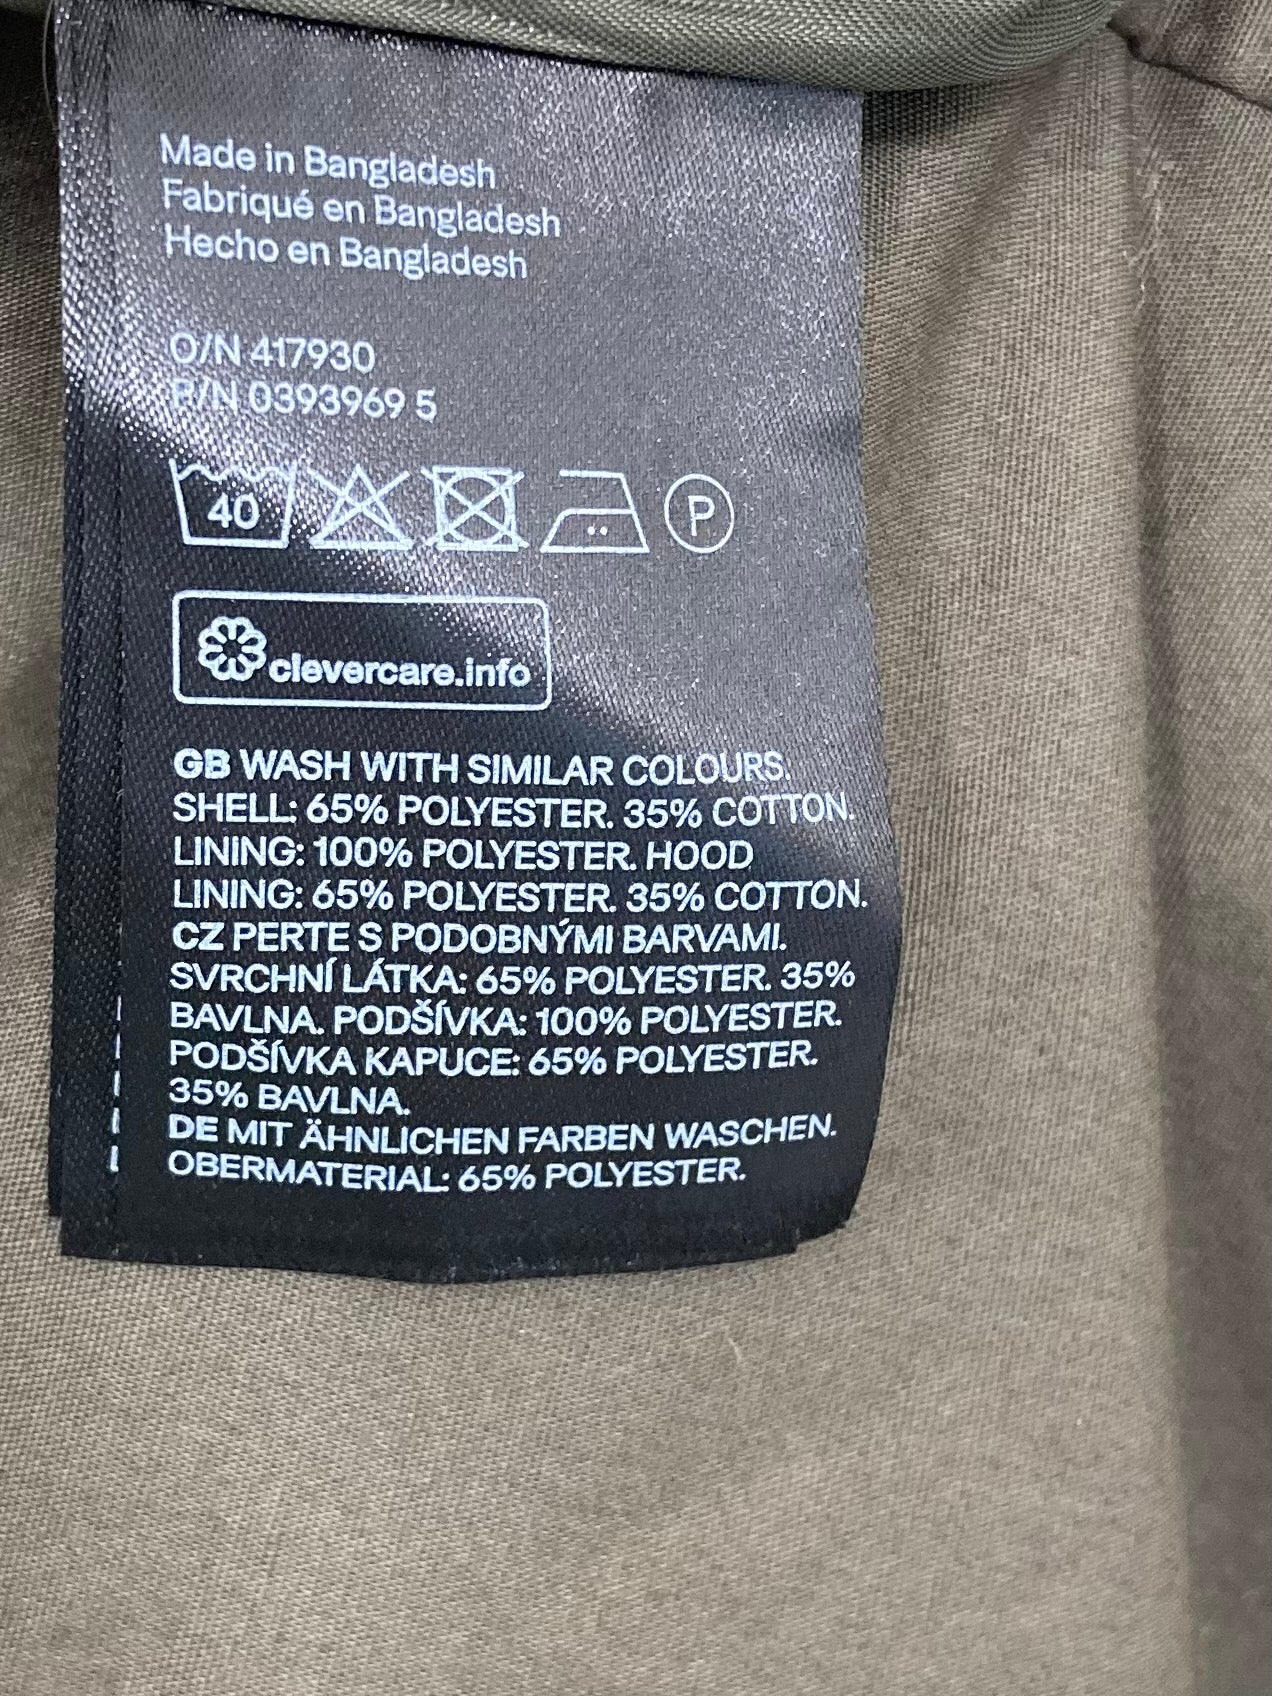 Made in Bangladesh
Fabriqué en Bangladesh
Hecho en Bangladesh
O/N 417930
P/N 0393969 5
40 P
clevercare.info
GB WASH WITH SIMILAR COLOURS.
SHELL: 65% POLYESTER. 35% COTTON.
LINING: 100% POLYESTER. HOOD
LINING: 65% POLYESTER. 35% COTTON.
CZ PERTE S PODOBNÝMI BARVAMI.
SVRCHNÍ LÁTKA: 65% POLYESTER. 35%
BAVLNA. PODŠÍVKA: 100% POLYESTER.
PODŠÍVKA KAPUCE: 65% POLYESTER.
35% BAVLNA.
DE MIT ÄHNLICHEN FARBEN WASCHEN.
OBERMATERIAL: 65% POLYESTER.